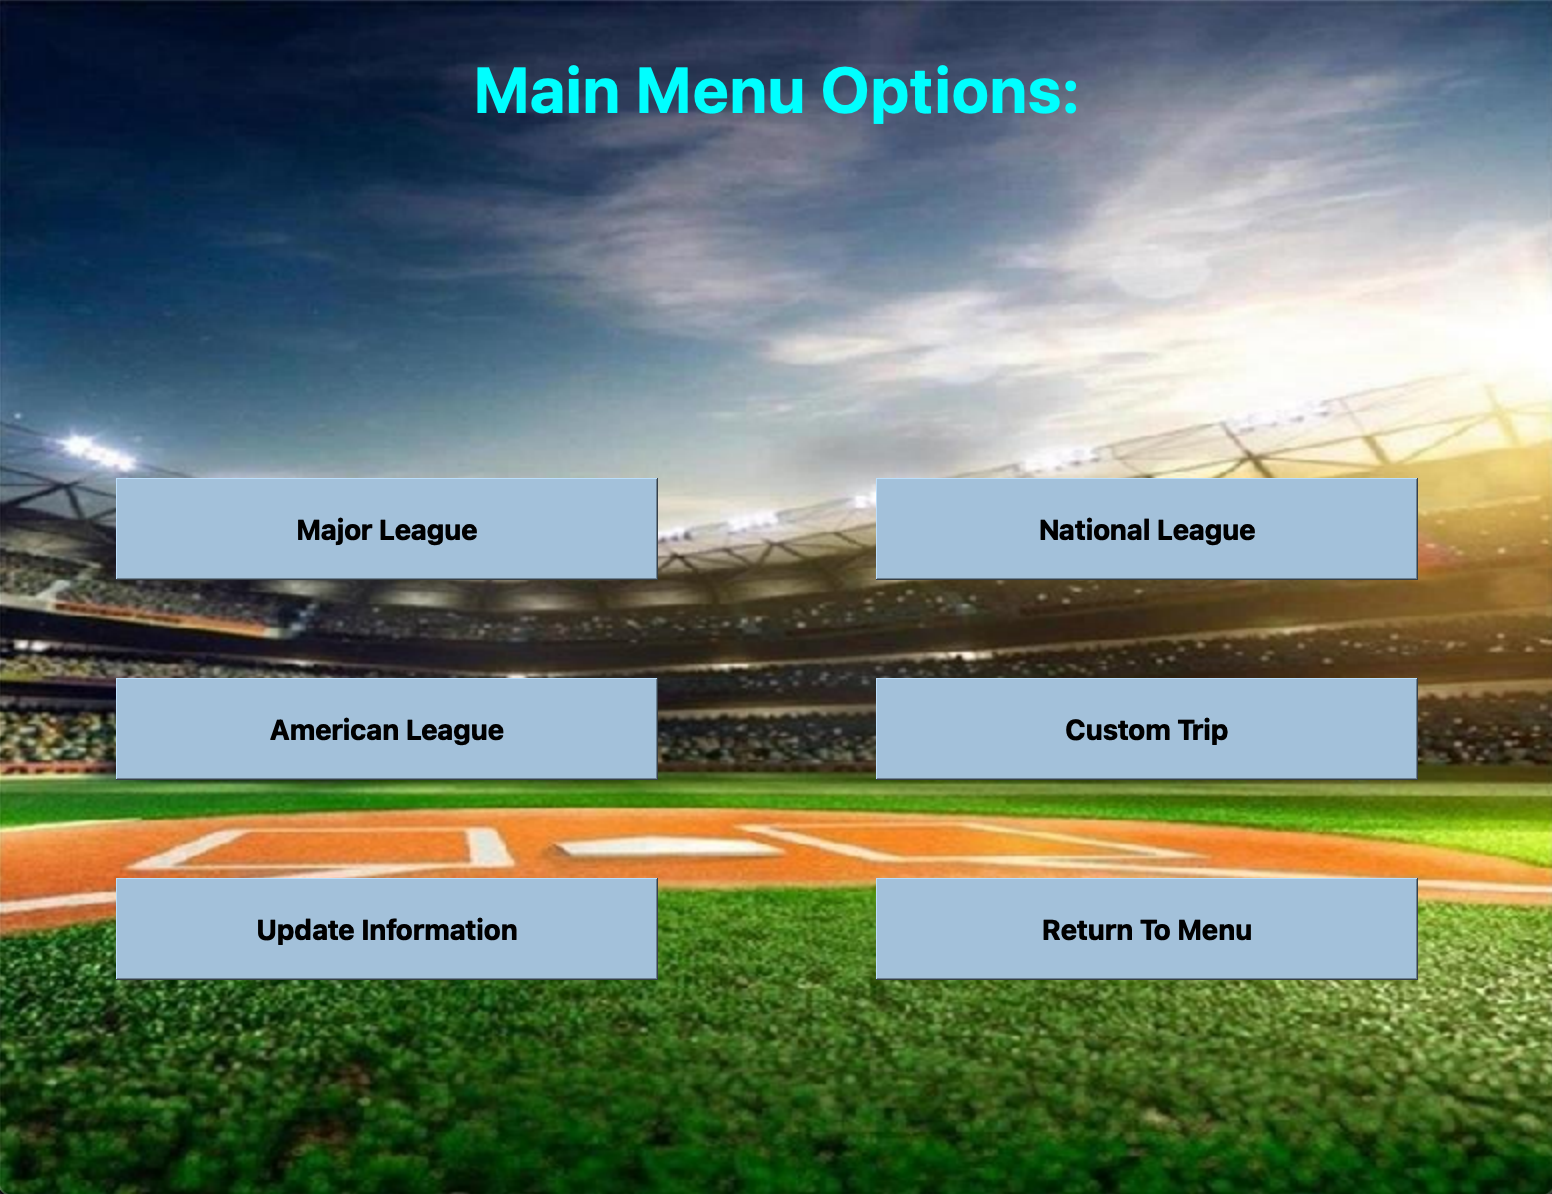 Main Menu Options:
Major League
National League
American League
Custom Trip
Update Information
Return To Menu